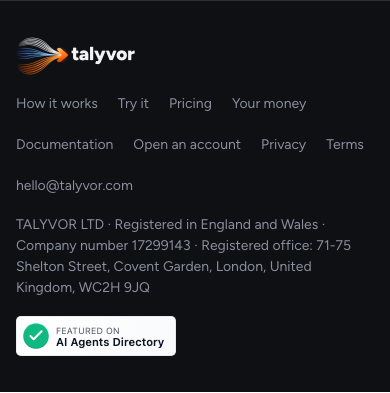 talyvor
How it works Try it Pricing Your money
Documentation Open an account Privacy Terms
hello@talyvor.com
TALYVOR LTD · Registered in England and Wales ·
Company number 17299143 · Registered office: 71-75
Shelton Street, Covent Garden, London, United
Kingdom, WC2H 9JQ
FEATURED ON
AI Agents Directory